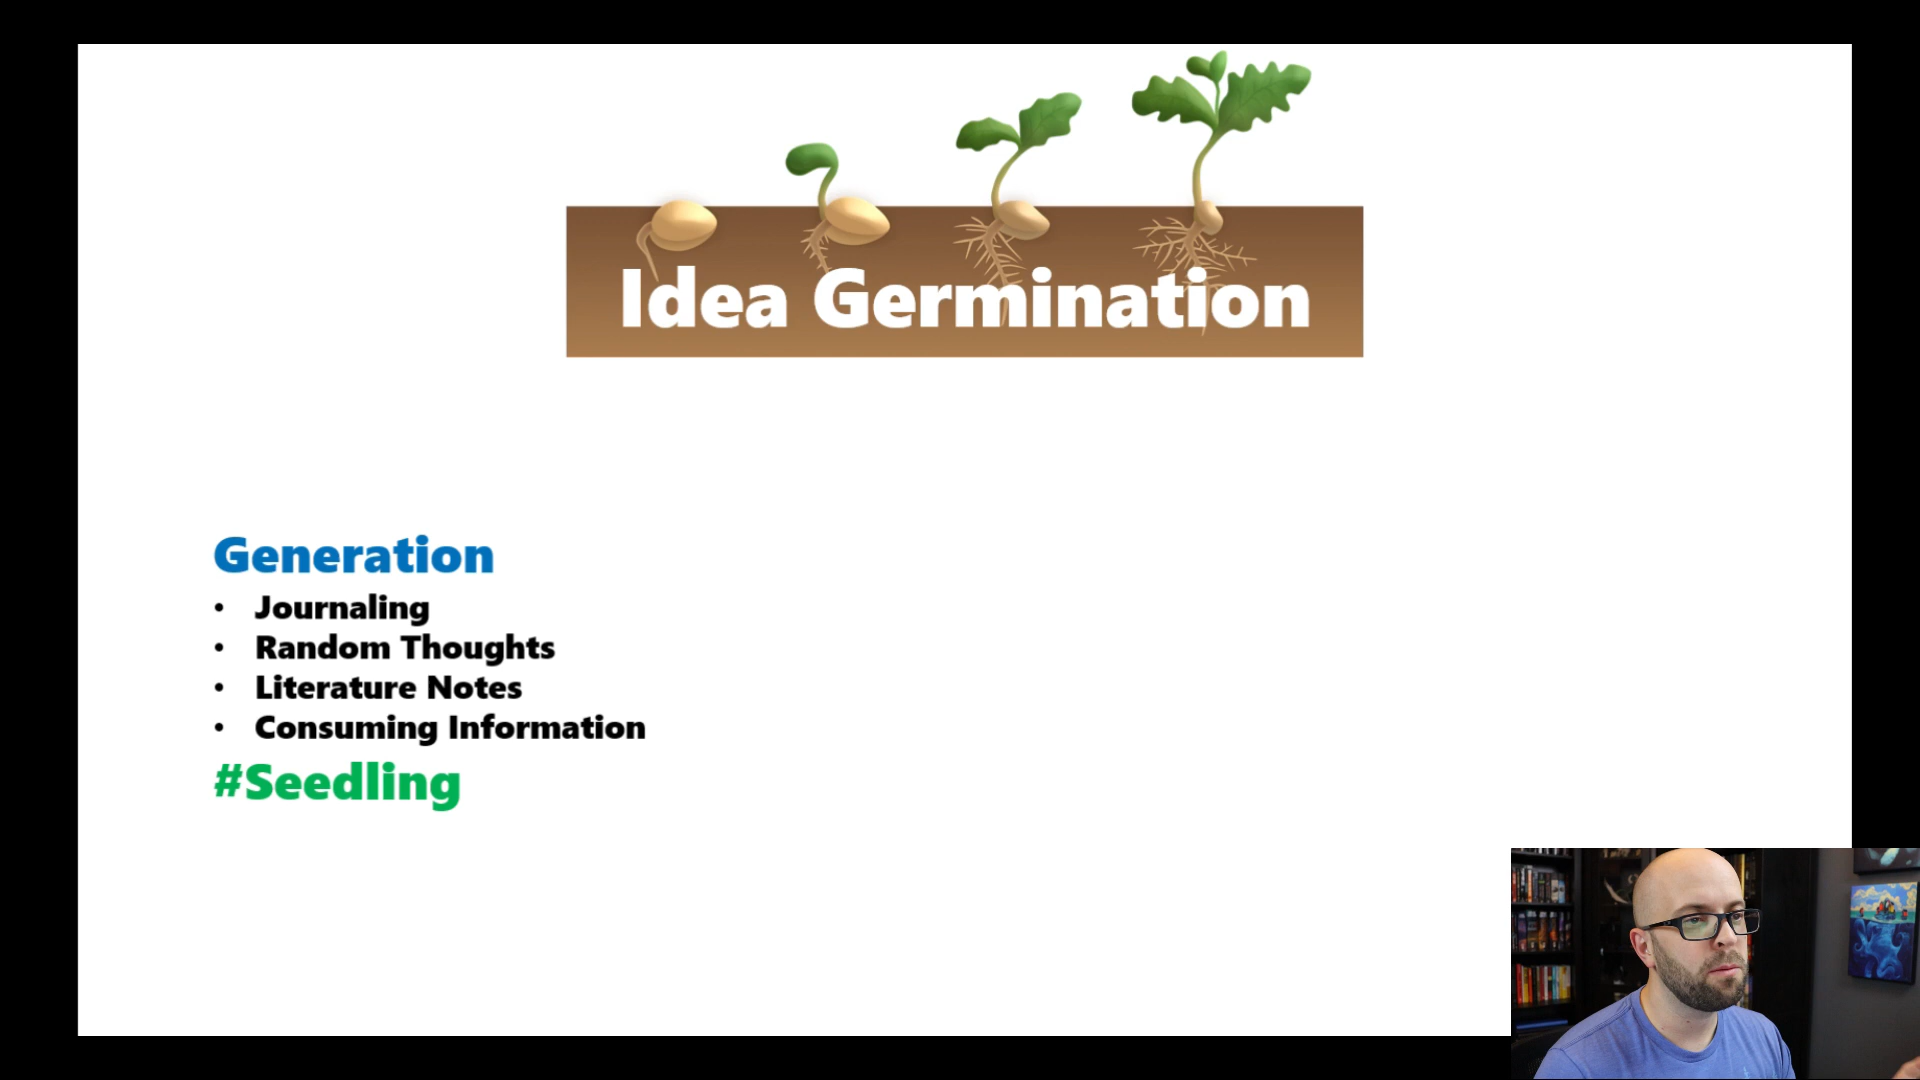 Idea Germination
Generation
• Journaling
• Random Thoughts
• Literature Notes
• Consuming Information
#Seedling